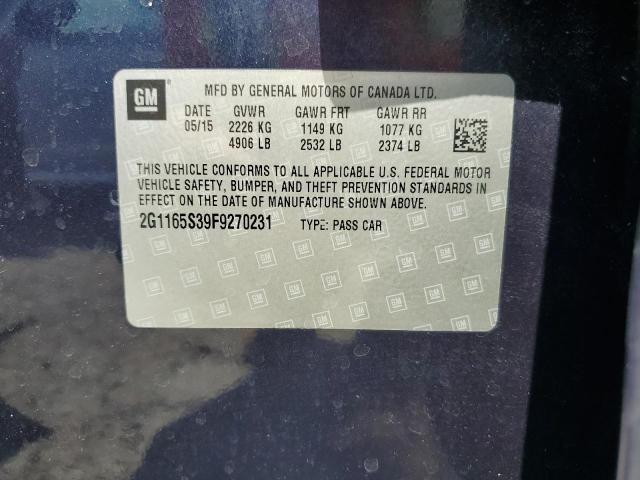 GM
MFD BY GENERAL MOTORS OF CANADA LTD.
DATE GVWR GAWR FRT GAWR RR
05/15 2226 KG 1149 KG 1077 KG
4906 LB 2532 LB 2374 LB
THIS VEHICLE CONFORMS TO ALL APPLICABLE U.S. FEDERAL MOTOR
VEHICLE SAFETY, BUMPER, AND THEFT PREVENTION STANDARDS IN
EFFECT ON THE DATE OF MANUFACTURE SHOWN ABOVE.
2G1165S39F9270231 TYPE: PASS CAR